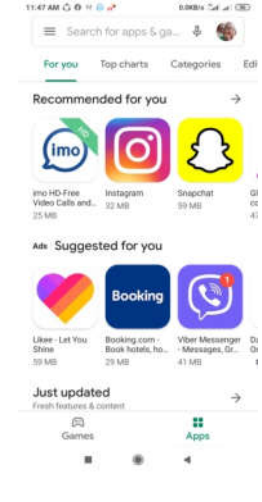 11:47 AM
0.0KB/s
Search for apps & ga...
For you Top charts Categories Edi
Recommended for you
imo
HD
imo HD-Free Video Calls and..
25 MB
Instagram
32 MB
Snapchat
59 MB
Ads Suggested for you
Booking
1
Likee - Let You Shine
59 MB
Booking.com - Book hotels, ho...
29 MB
Viber Messenger - Messages, Gr...
41 MB
Just updated
Fresh features & content
Games Apps